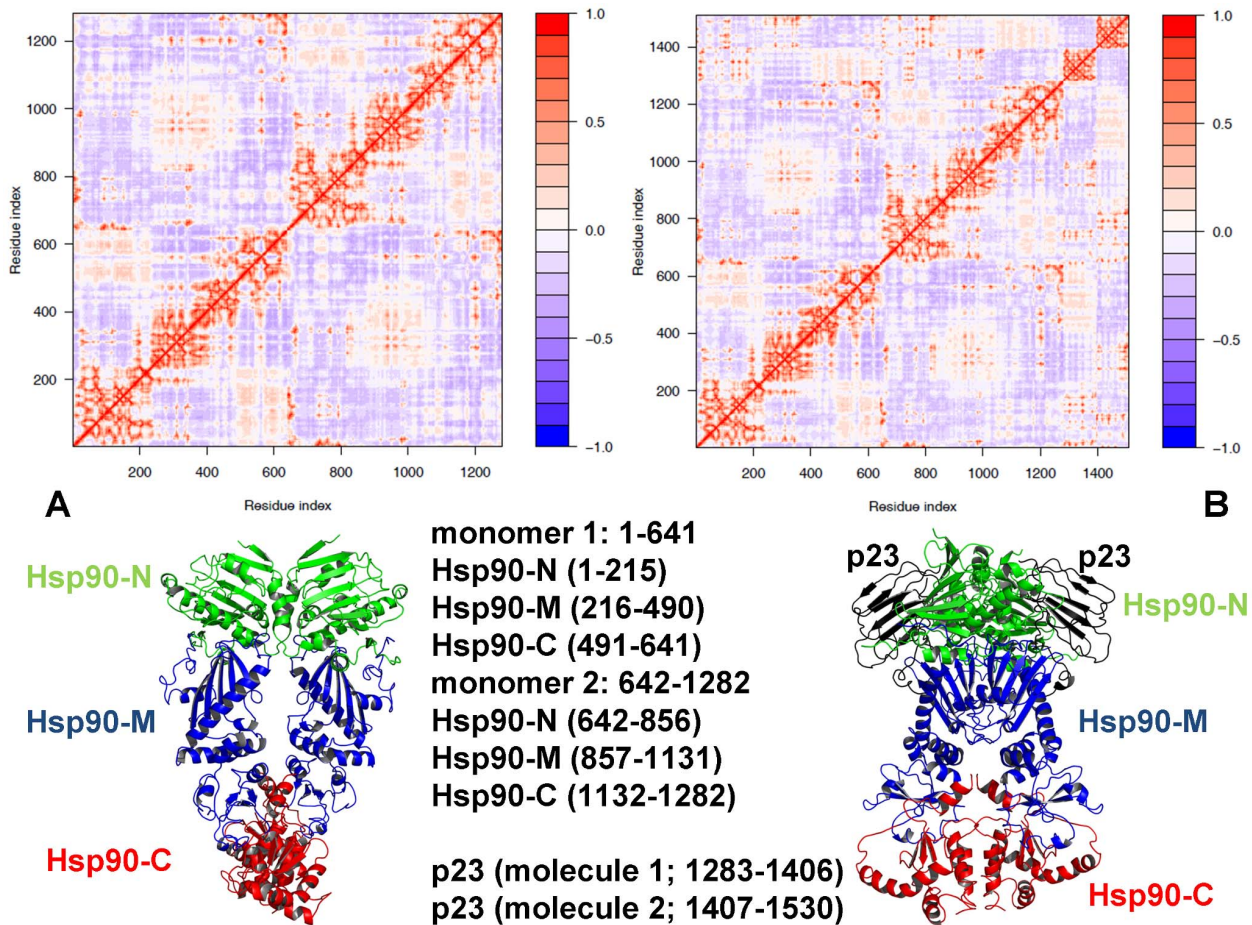 1200
1000
800
600
400
200
Residue index
200 400 600 800 1000 1200
Residue index
1.0
0.5
0.0
−0.5
−1.0
1400
1200
1000
800
600
400
200
Residue index
200 400 600 800 1000 1200 1400
Residue index
1.0
0.5
0.0
−0.5
−1.0
A
B
Hsp90-N
Hsp90-M
Hsp90-C
monomer 1: 1-641
Hsp90-N (1-215)
Hsp90-M (216-490)
Hsp90-C (491-641)
monomer 2: 642-1282
Hsp90-N (642-856)
Hsp90-M (857-1131)
Hsp90-C (1132-1282)
p23 (molecule 1; 1283-1406)
p23 (molecule 2; 1407-1530)
p23
p23
Hsp90-N
Hsp90-M
Hsp90-C